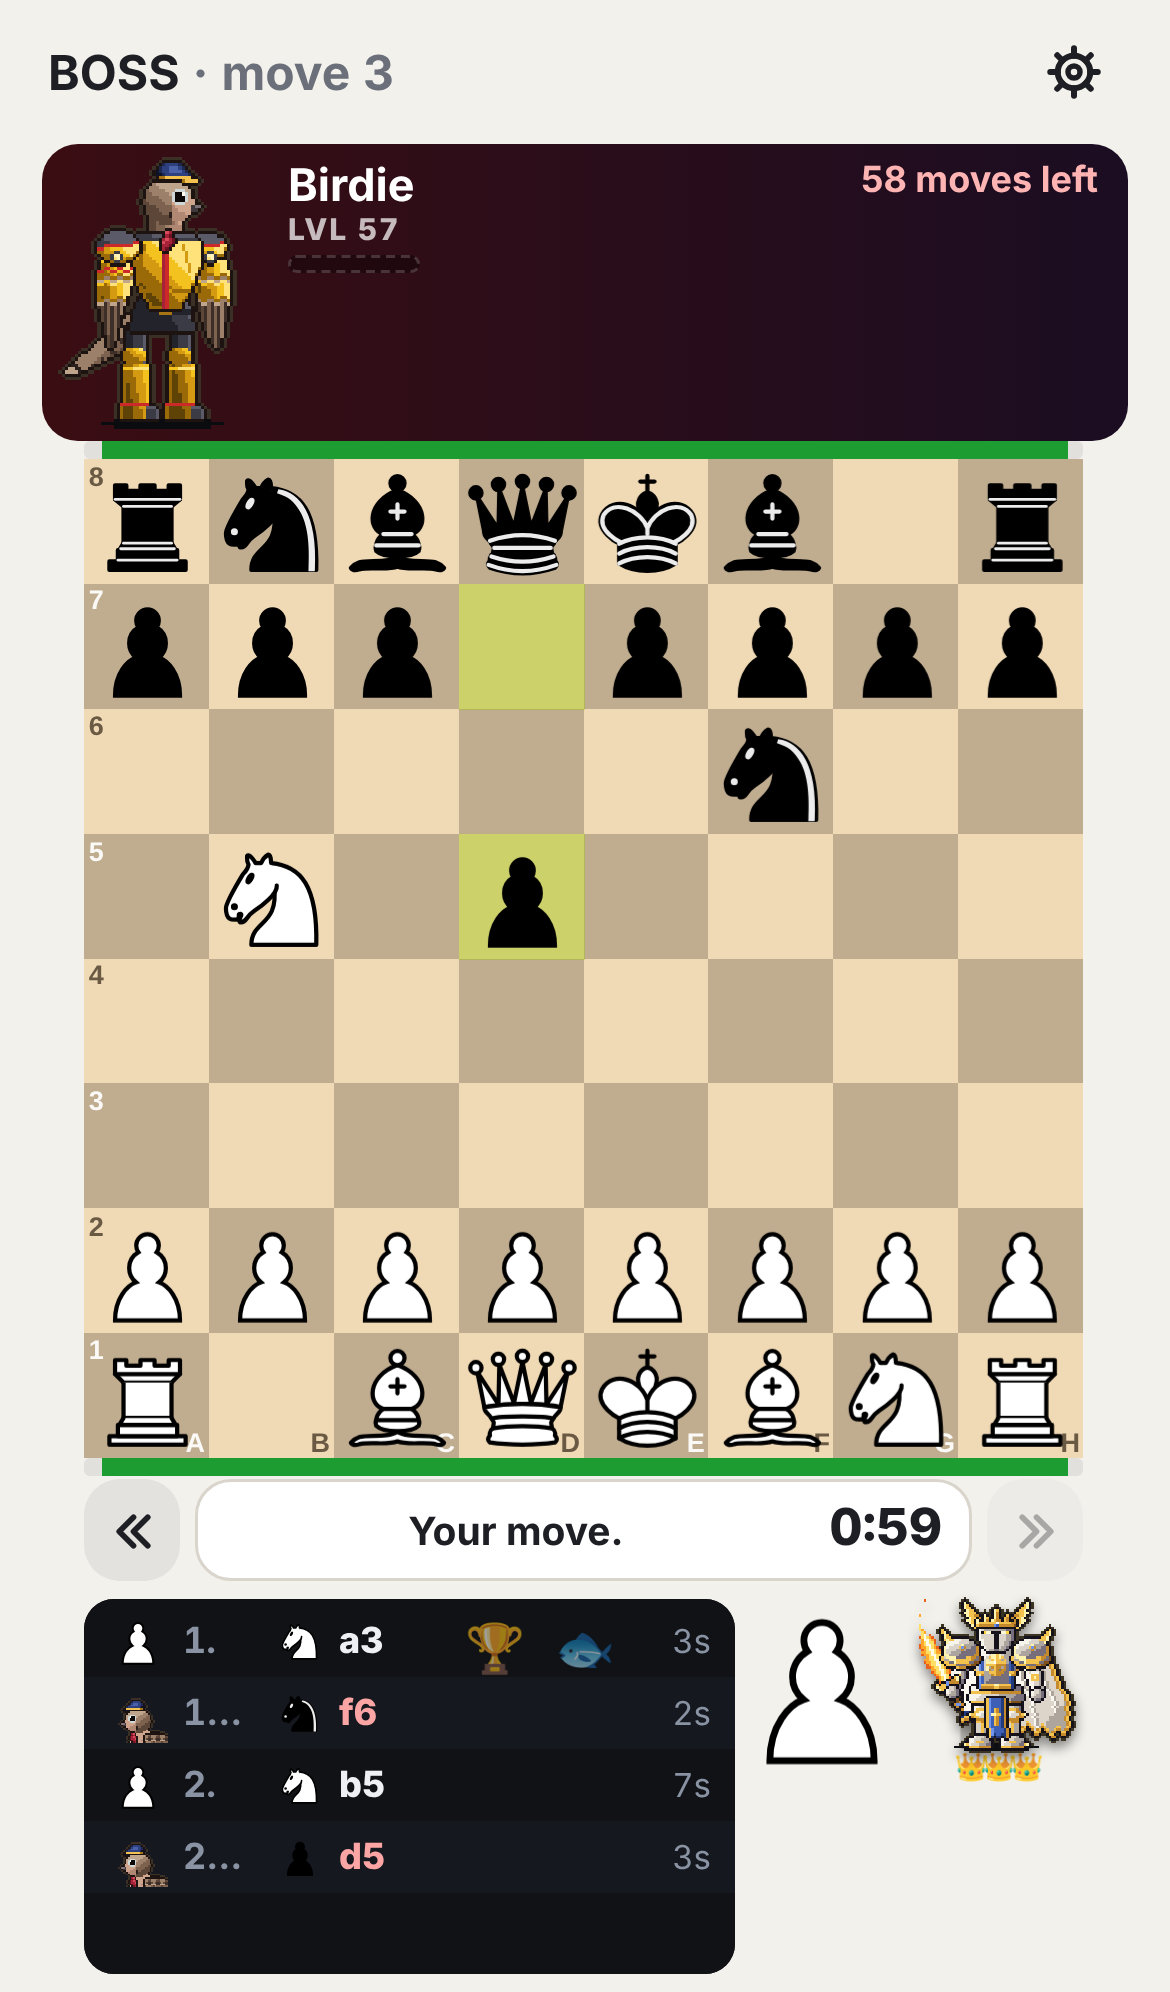 BOSS · move 3
Birdie
58 moves left
LVL 57
8
7
6
5
4
3
2
1
A B C D E F G H
Your move. 0:59
1. a3 3s
1... f6 2s
2. b5 7s
2... d5 3s